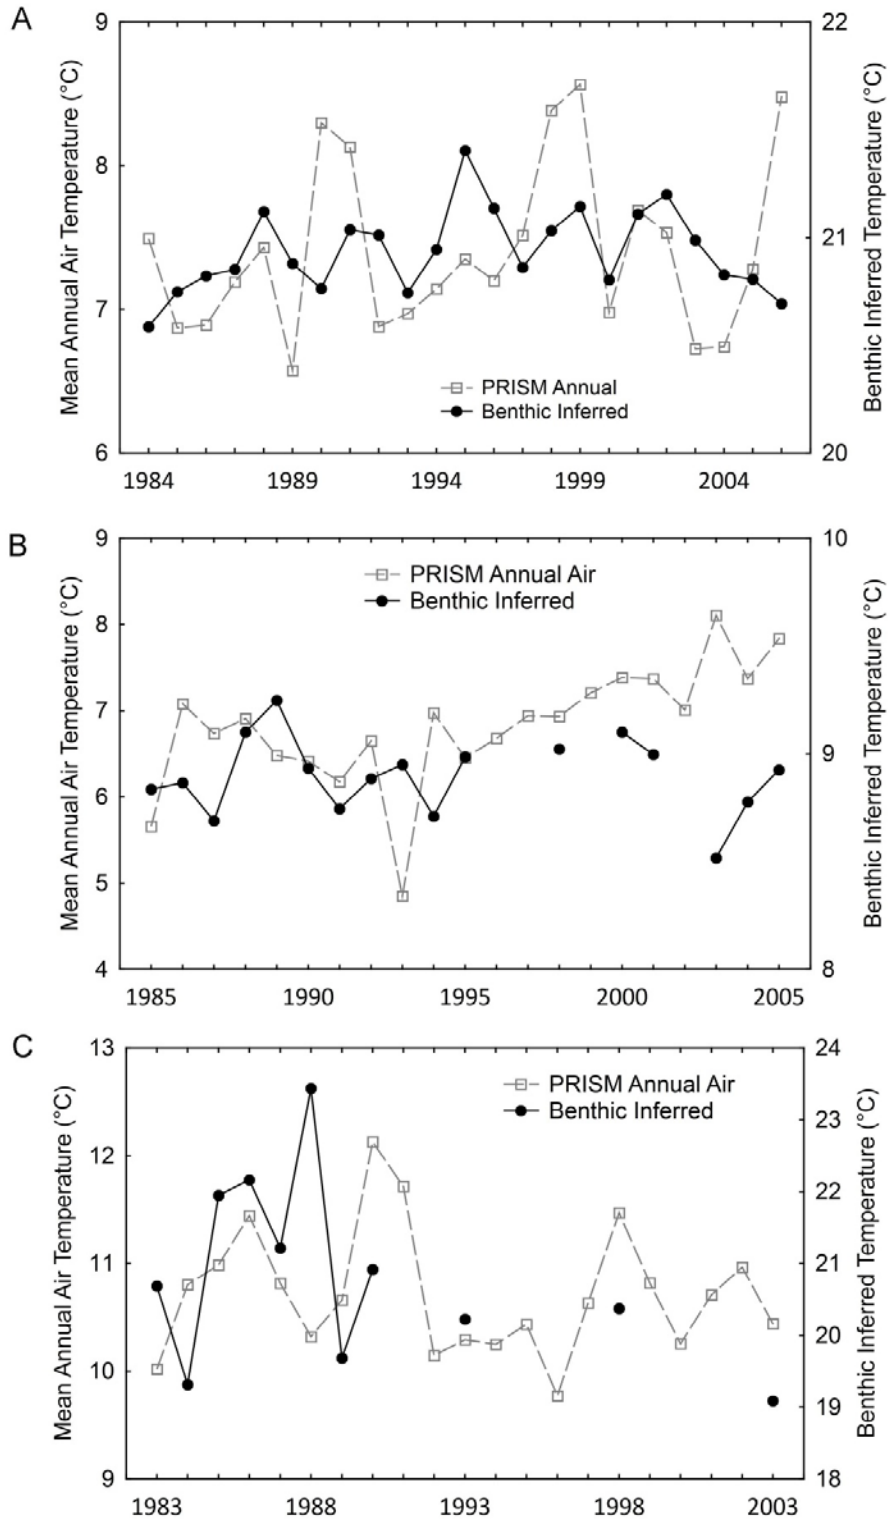 A
9
8
7
6
Mean Annual Air Temperature (°C)
22
21
20
Benthic Inferred Temperature (°C)
PRISM Annual
Benthic Inferred
1984 1989 1994 1999 2004
B
9
8
7
6
5
4
Mean Annual Air Temperature (°C)
10
9
8
Benthic Inferred Temperature (°C)
PRISM Annual Air
Benthic Inferred
1985 1990 1995 2000 2005
C
13
12
11
10
9
Mean Annual Air Temperature (°C)
24
23
22
21
20
19
18
Benthic Inferred Temperature (°C)
PRISM Annual Air
Benthic Inferred
1983 1988 1993 1998 2003